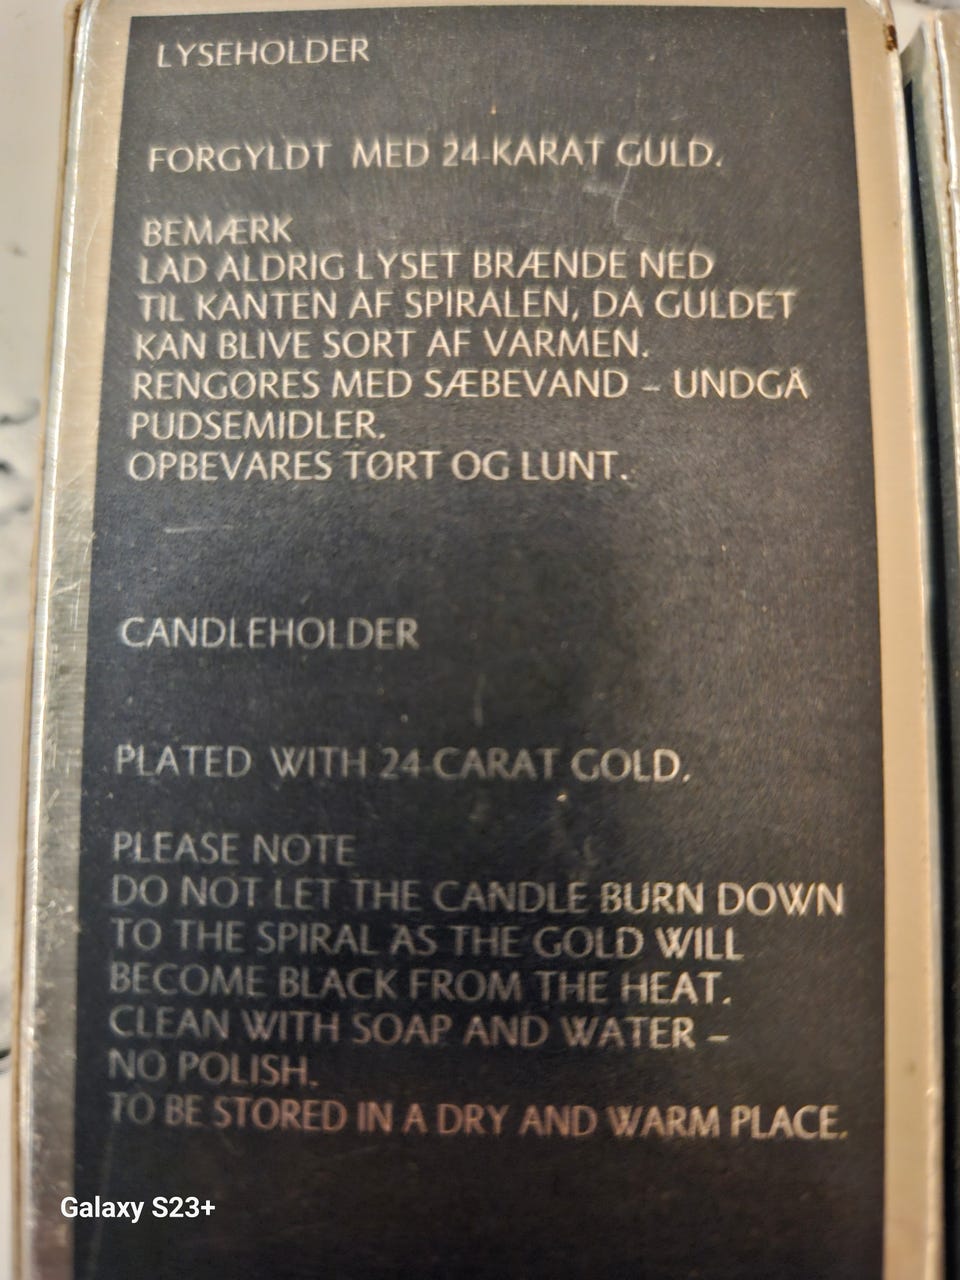 LYSEHOLDER
FORGYLDT MED 24-KARAT GULD.
BEMÆRK
LAD ALDRIG LYSET BRÆNDE NED
TIL KANTEN AF SPIRALEN, DA GULDET
KAN BLIVE SORT AF VARMEN.
RENGØRES MED SÆBEVAND – UNDGÅ
PUDSEMIDLER.
OPBEVARES TØRT OG LUNT.
CANDLEHOLDER
PLATED WITH 24-CARAT GOLD.
PLEASE NOTE
DO NOT LET THE CANDLE BURN DOWN
TO THE SPIRAL AS THE GOLD WILL
BECOME BLACK FROM THE HEAT.
CLEAN WITH SOAP AND WATER –
NO POLISH.
TO BE STORED IN A DRY AND WARM PLACE.
Galaxy S23+